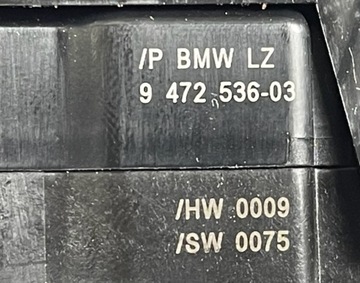 /P BMW LZ
9 472 536-03
/HW 0009
/SW 0075